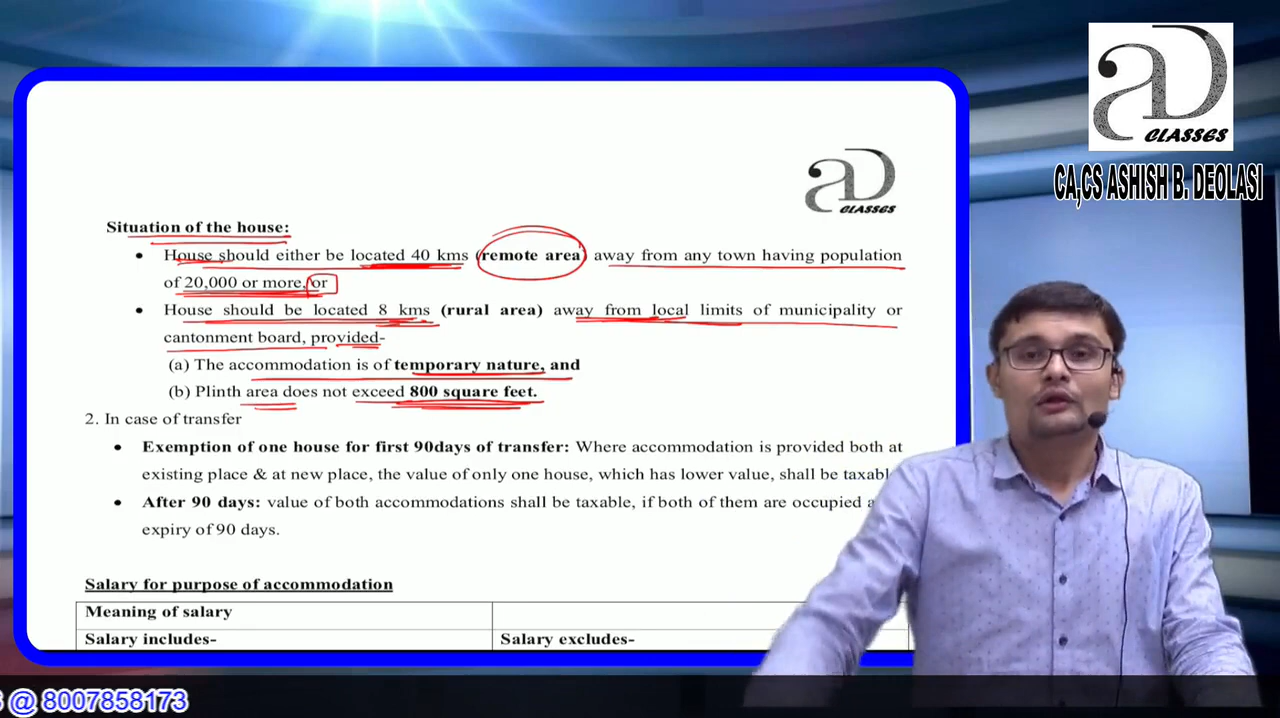 aD
CLASSES
CA,CS ASHISH B. DEOLASI
aD
CLASSES
Situation of the house:
• House should either be located 40 kms (remote area) away from any town having population
of 20,000 or more, or
• House should be located 8 kms (rural area) away from local limits of municipality or
cantonment board, provided-
(a) The accommodation is of temporary nature, and
(b) Plinth area does not exceed 800 square feet.
2. In case of transfer
• Exemption of one house for first 90days of transfer: Where accommodation is provided both at
existing place & at new place, the value of only one house, which has lower value, shall be taxabl
• After 90 days: value of both accommodations shall be taxable, if both of them are occupied
expiry of 90 days.
Salary for purpose of accommodation
Meaning of salary
Salary includes- Salary excludes-
@ 8007858173